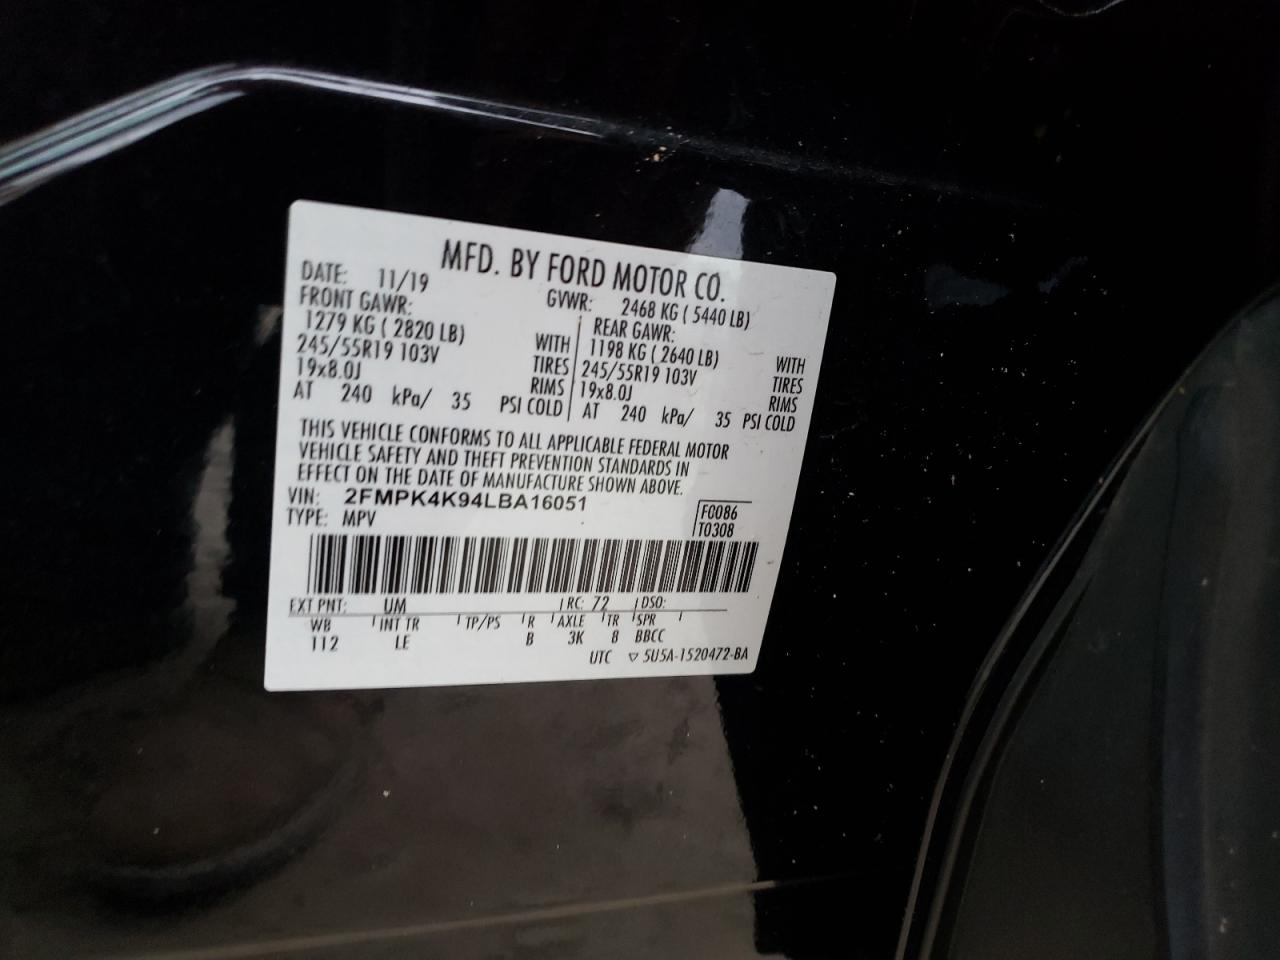 MFD. BY FORD MOTOR CO.
DATE: 11/19 GVWR: 2468 KG ( 5440 LB)
FRONT GAWR: REAR GAWR:
1279 KG ( 2820 LB) WITH 1198 KG ( 2640 LB) WITH
245/55R19 103V TIRES 245/55R19 103V TIRES
19x8.0J RIMS 19x8.0J RIMS
AT 240 kPa/ 35 PSI COLD AT 240 kPa/ 35 PSI COLD
THIS VEHICLE CONFORMS TO ALL APPLICABLE FEDERAL MOTOR
VEHICLE SAFETY AND THEFT PREVENTION STANDARDS IN
EFFECT ON THE DATE OF MANUFACTURE SHOWN ABOVE.
VIN: 2FMPK4K94LBA16051 F0086
TYPE: MPV T0308
EXT PNT: UM RC: 72 DSO:
WB INT TR TP/PS R AXLE TR SPR
112 LE B 3K 8 BBCC
UTC ▽ 5U5A-1520472-BA